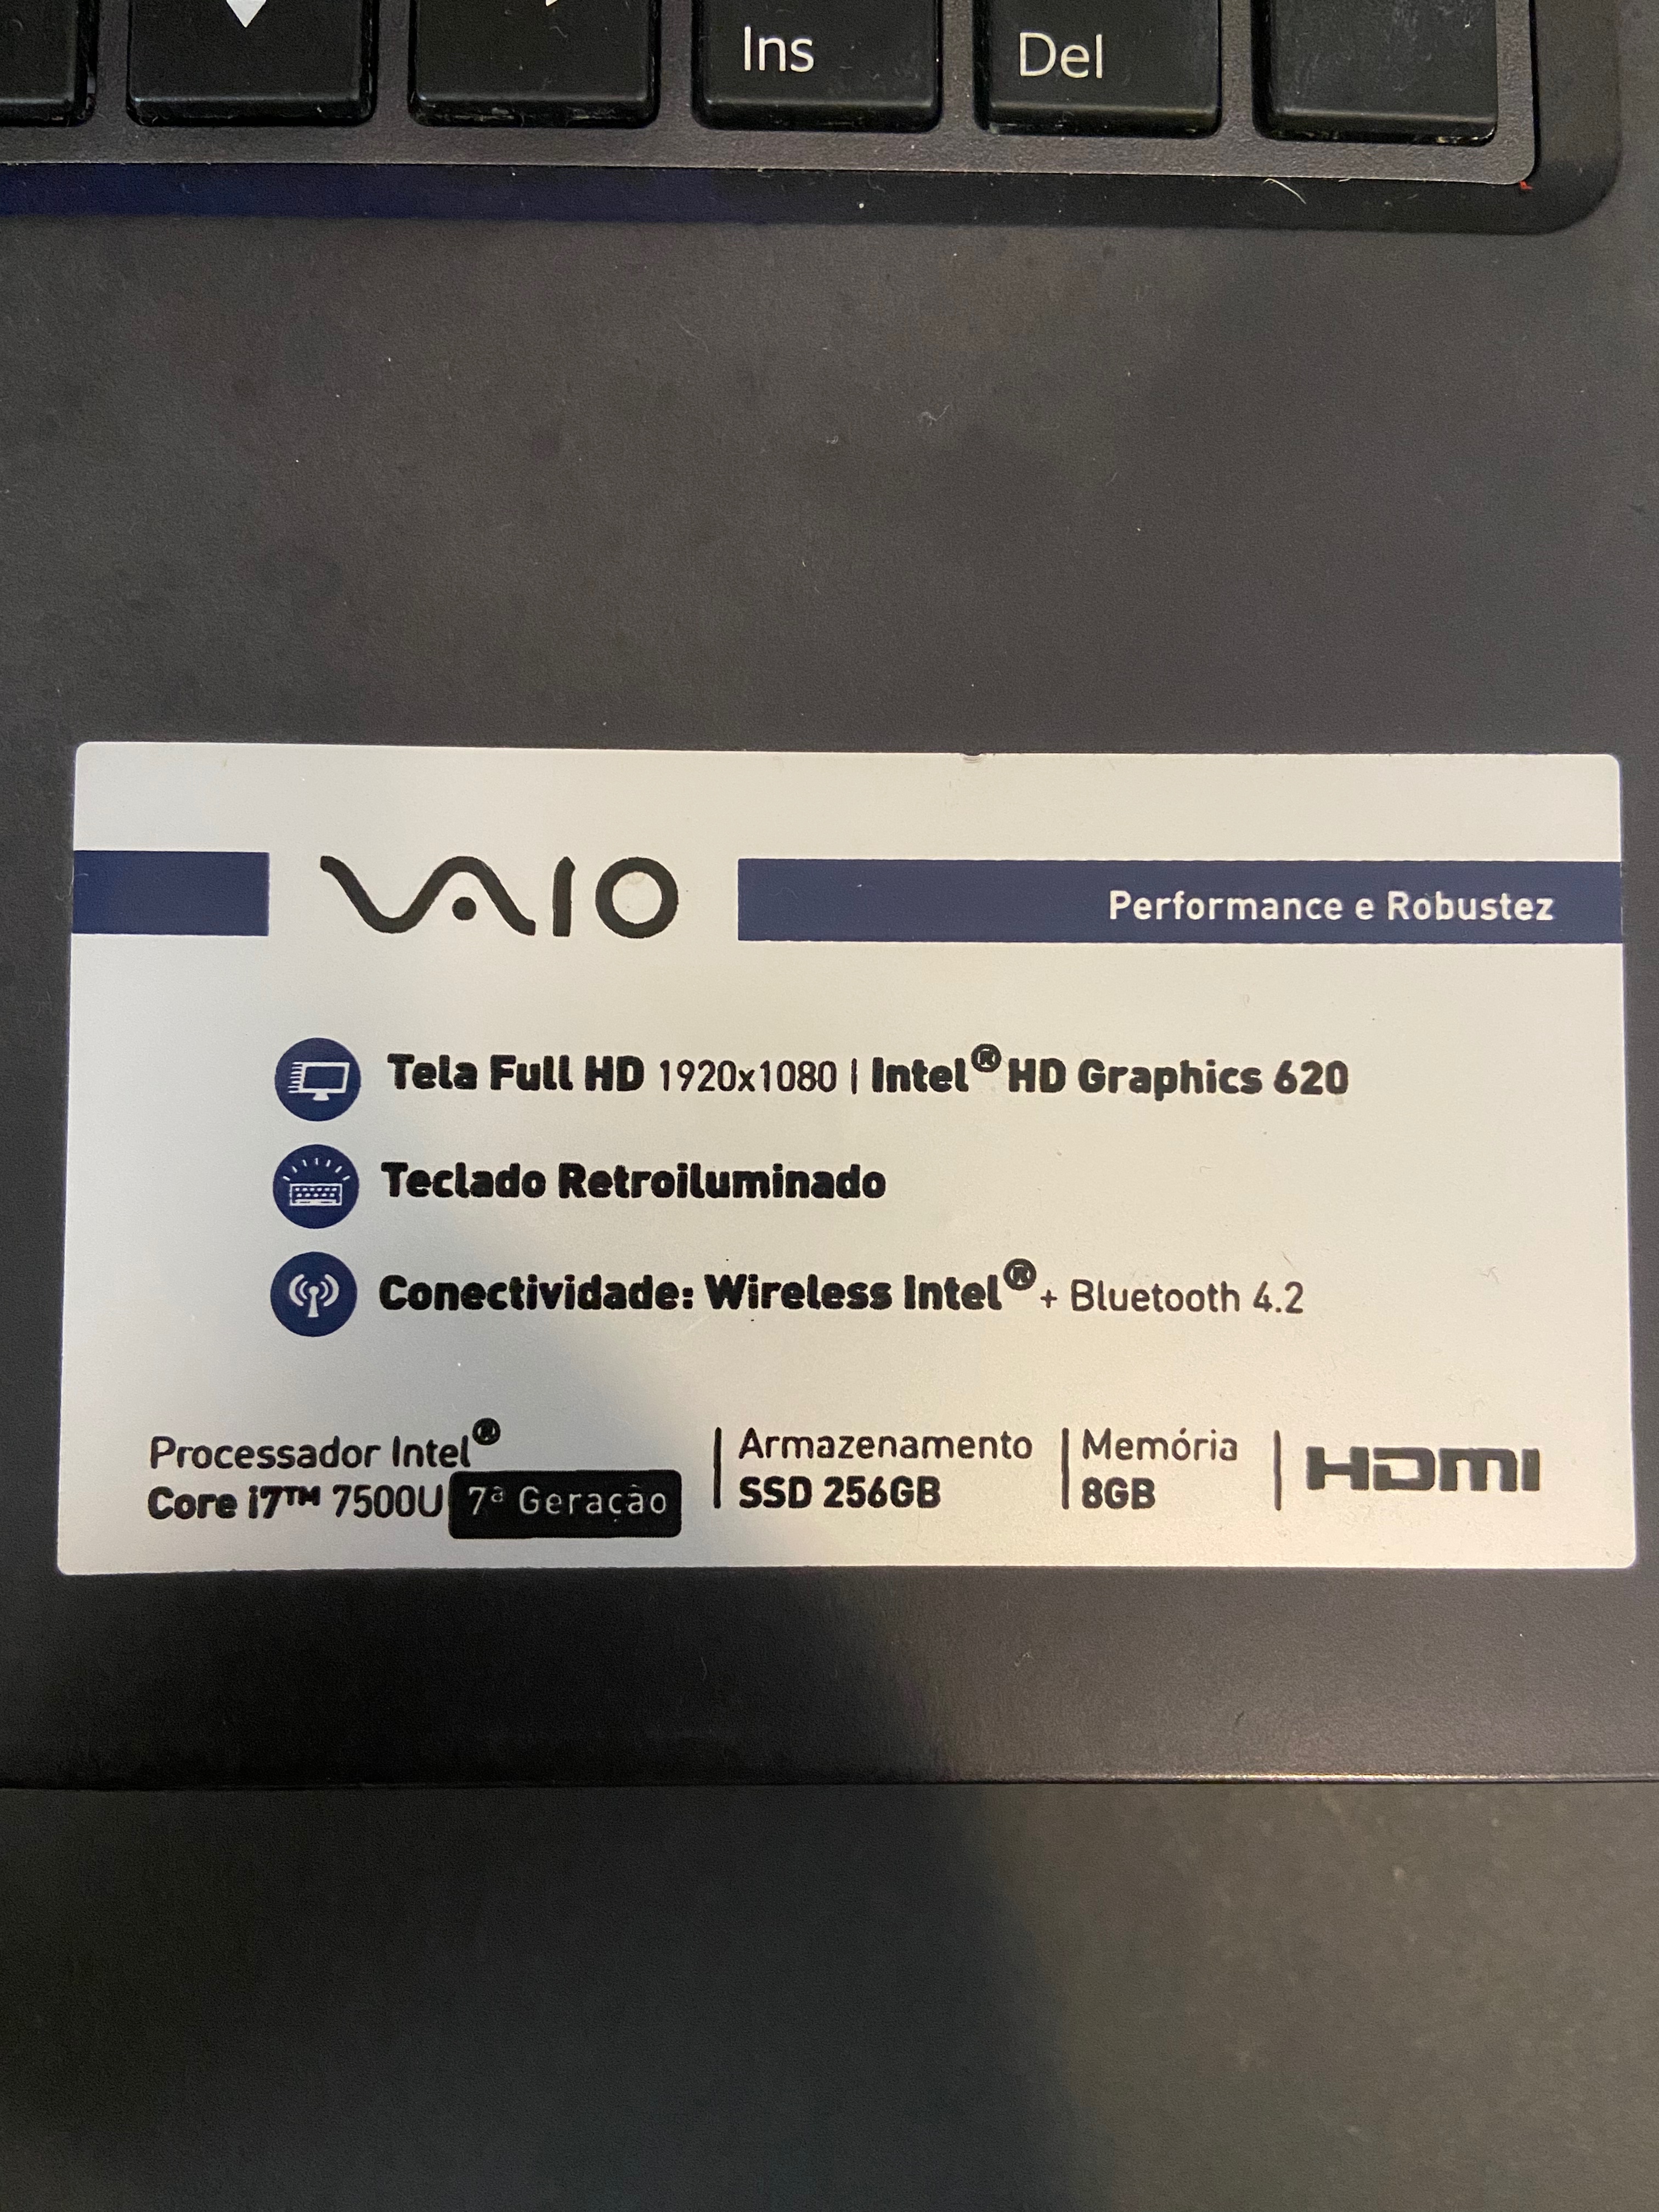 Ins
Del
VAIO
Performance e Robustez
Tela Full HD 1920x1080 | Intel® HD Graphics 620
Teclado Retroiluminado
Conectividade: Wireless Intel® + Bluetooth 4.2
Processador Intel®
Core i7™ 7500U 7ª Geração
Armazenamento
SSD 256GB
Memória
8GB
HDMI